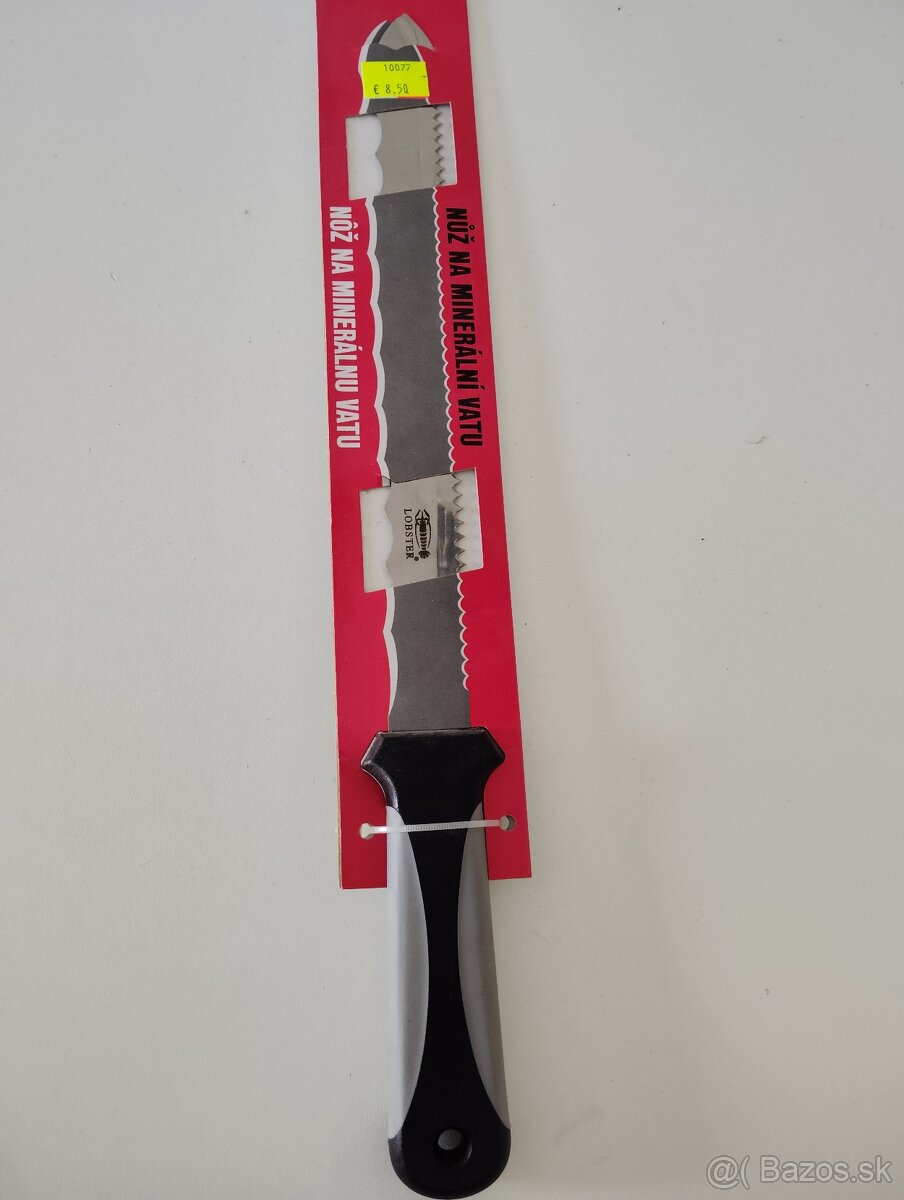 10077
€ 8,50
NÔŽ NA MINERÁLNU VATU
NŮŽ NA MINERÁLNÍ VATU
LOBSTER®
@( Bazos.sk